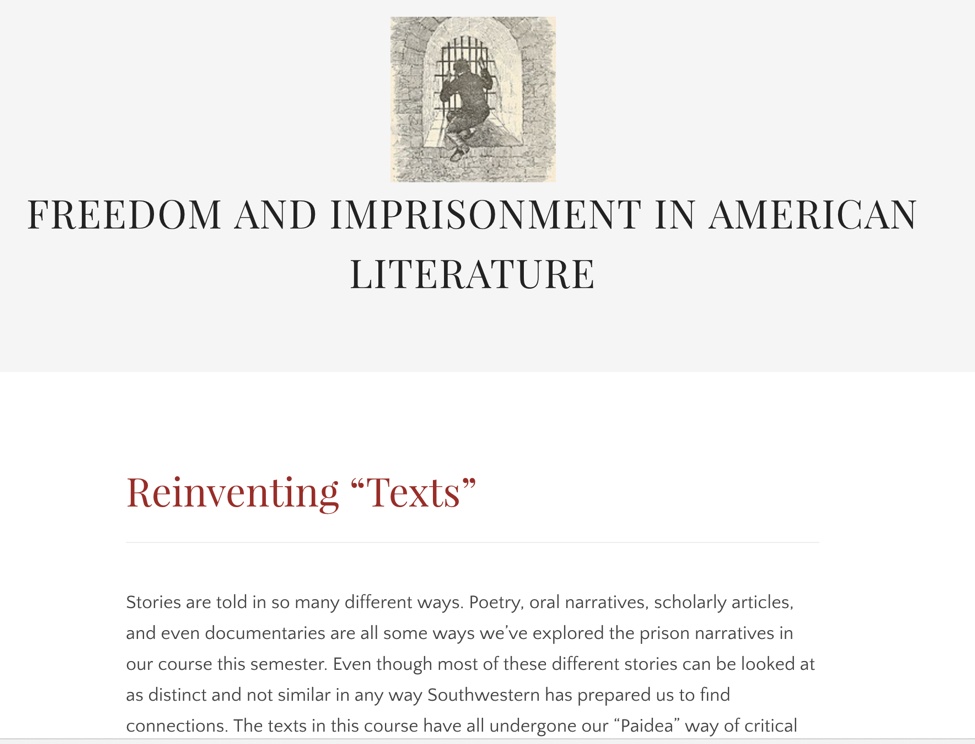 FREEDOM AND IMPRISONMENT IN AMERICAN
LITERATURE
Reinventing “Texts”
Stories are told in so many different ways. Poetry, oral narratives, scholarly articles,
and even documentaries are all some ways we’ve explored the prison narratives in
our course this semester. Even though most of these different stories can be looked at
as distinct and not similar in any way Southwestern has prepared us to find
connections. The texts in this course have all undergone our “Paidea” way of critical